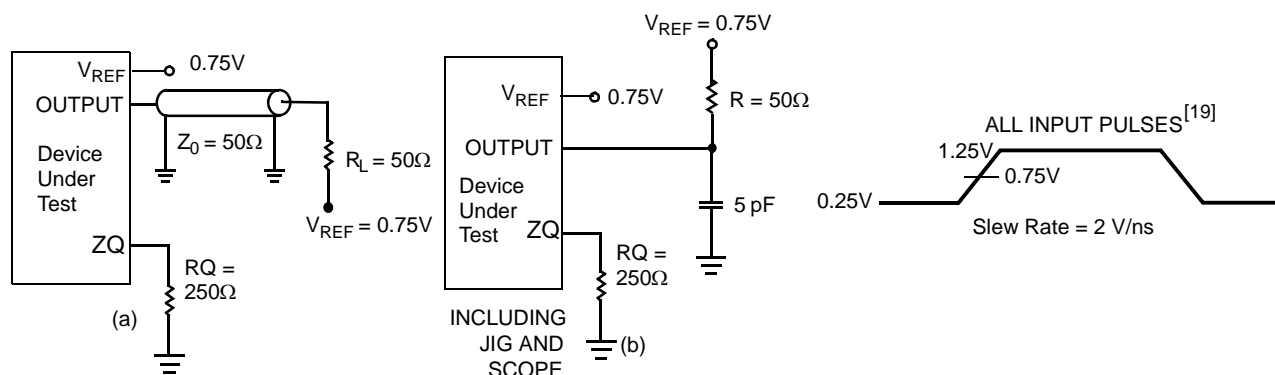 V_REF
0.75V
OUTPUT
Z_0 = 50Ω
Device
Under
Test
R_L = 50Ω
V_REF = 0.75V
ZQ
RQ =
250Ω
(a)
V_REF = 0.75V
R = 50Ω
V_REF
0.75V
OUTPUT
Device
Under
Test
5 pF
ZQ
RQ =
250Ω
INCLUDING
JIG AND
SCOPE
(b)
ALL INPUT PULSES[19]
1.25V
0.75V
0.25V
Slew Rate = 2 V/ns